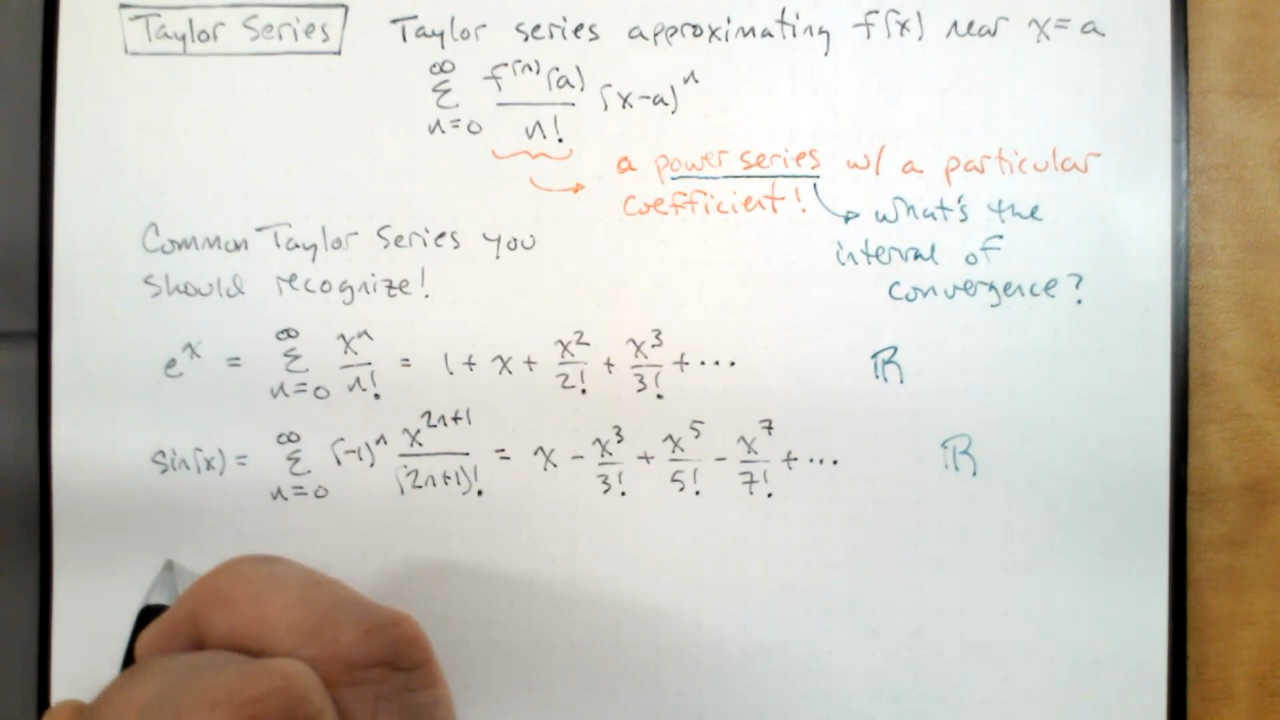 Taylor Series
Taylor series approximating f(x) near x=a
∞ Σ n=0 f⁽ⁿ⁾(a)/n! (x-a)ⁿ
a power series w/ a particular
coefficient!
what's the
interval of
convergence?
Common Taylor Series you
should recognize!
eˣ = ∞ Σ n=0 xⁿ/n! = 1 + x + x²/2! + x³/3! + ··· ℝ
sin(x) = ∞ Σ n=0 (-1)ⁿ x²ⁿ⁺¹/(2n+1)! = x - x³/3! + x⁵/5! - x⁷/7! + ··· ℝ